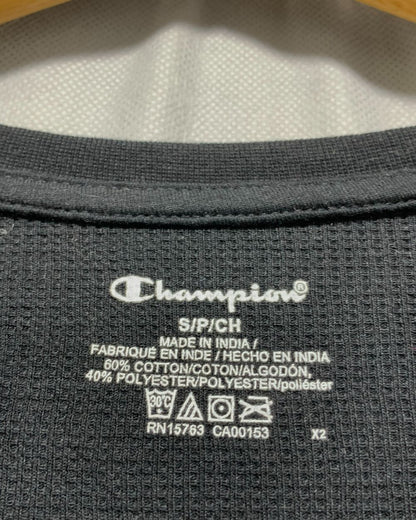 Champion®
S/P/CH
MADE IN INDIA /
FABRIQUÉ EN INDE / HECHO EN INDIA
60% COTTON/COTON/ALGODÓN,
40% POLYESTER/POLYESTER/poliéster
30°C
RN15763 CA00153 X2